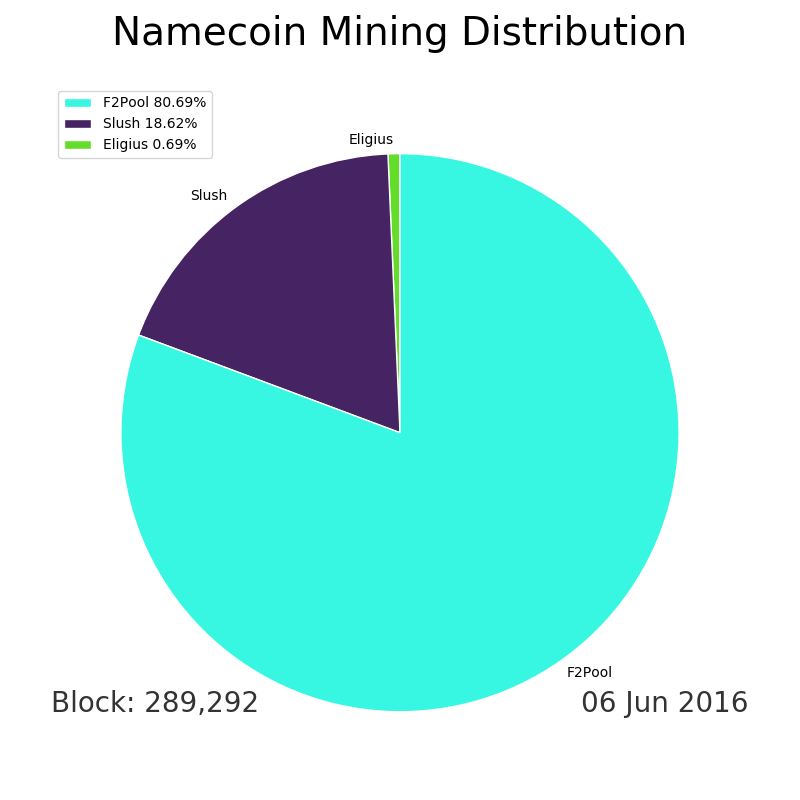 Namecoin Mining Distribution
F2Pool 80.69%
Slush 18.62%
Eligius 0.69%
Eligius
Slush
F2Pool
Block: 289,292
06 Jun 2016